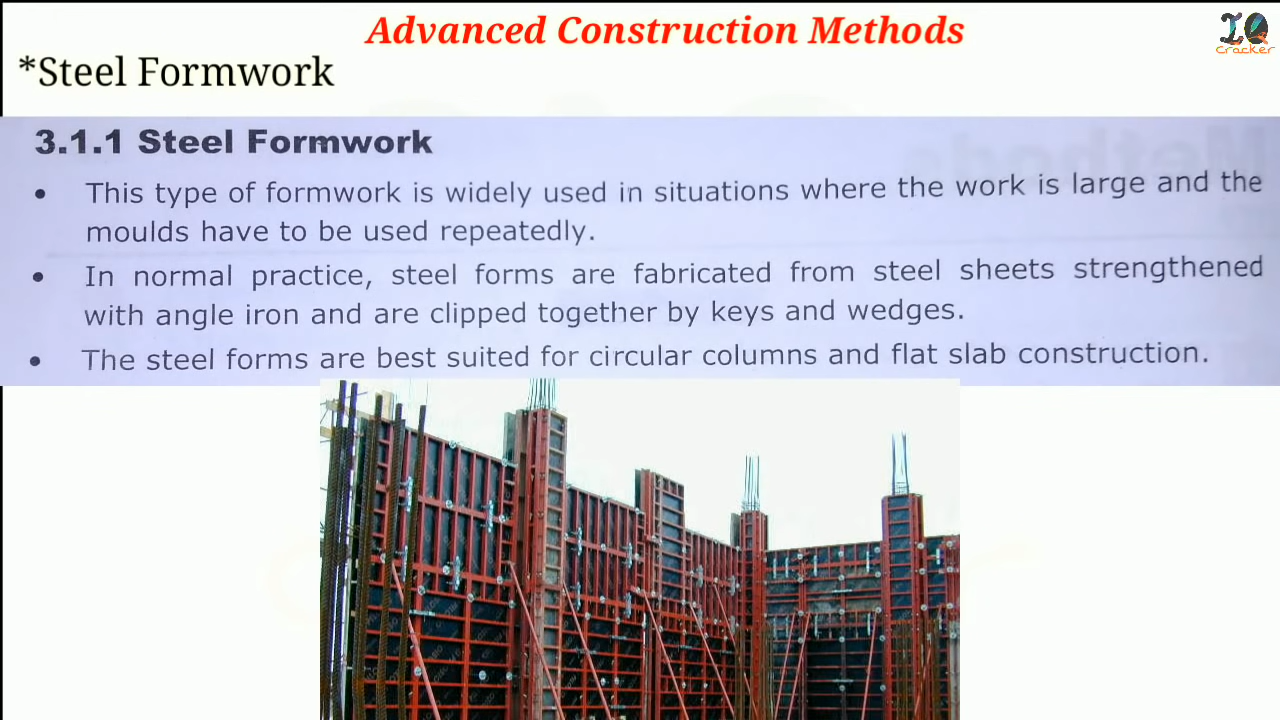 Advanced Construction Methods
IQ
Cracker
*Steel Formwork
3.1.1 Steel Formwork
• This type of formwork is widely used in situations where the work is large and the
moulds have to be used repeatedly.
• In normal practice, steel forms are fabricated from steel sheets strengthened
with angle iron and are clipped together by keys and wedges.
• The steel forms are best suited for circular columns and flat slab construction.